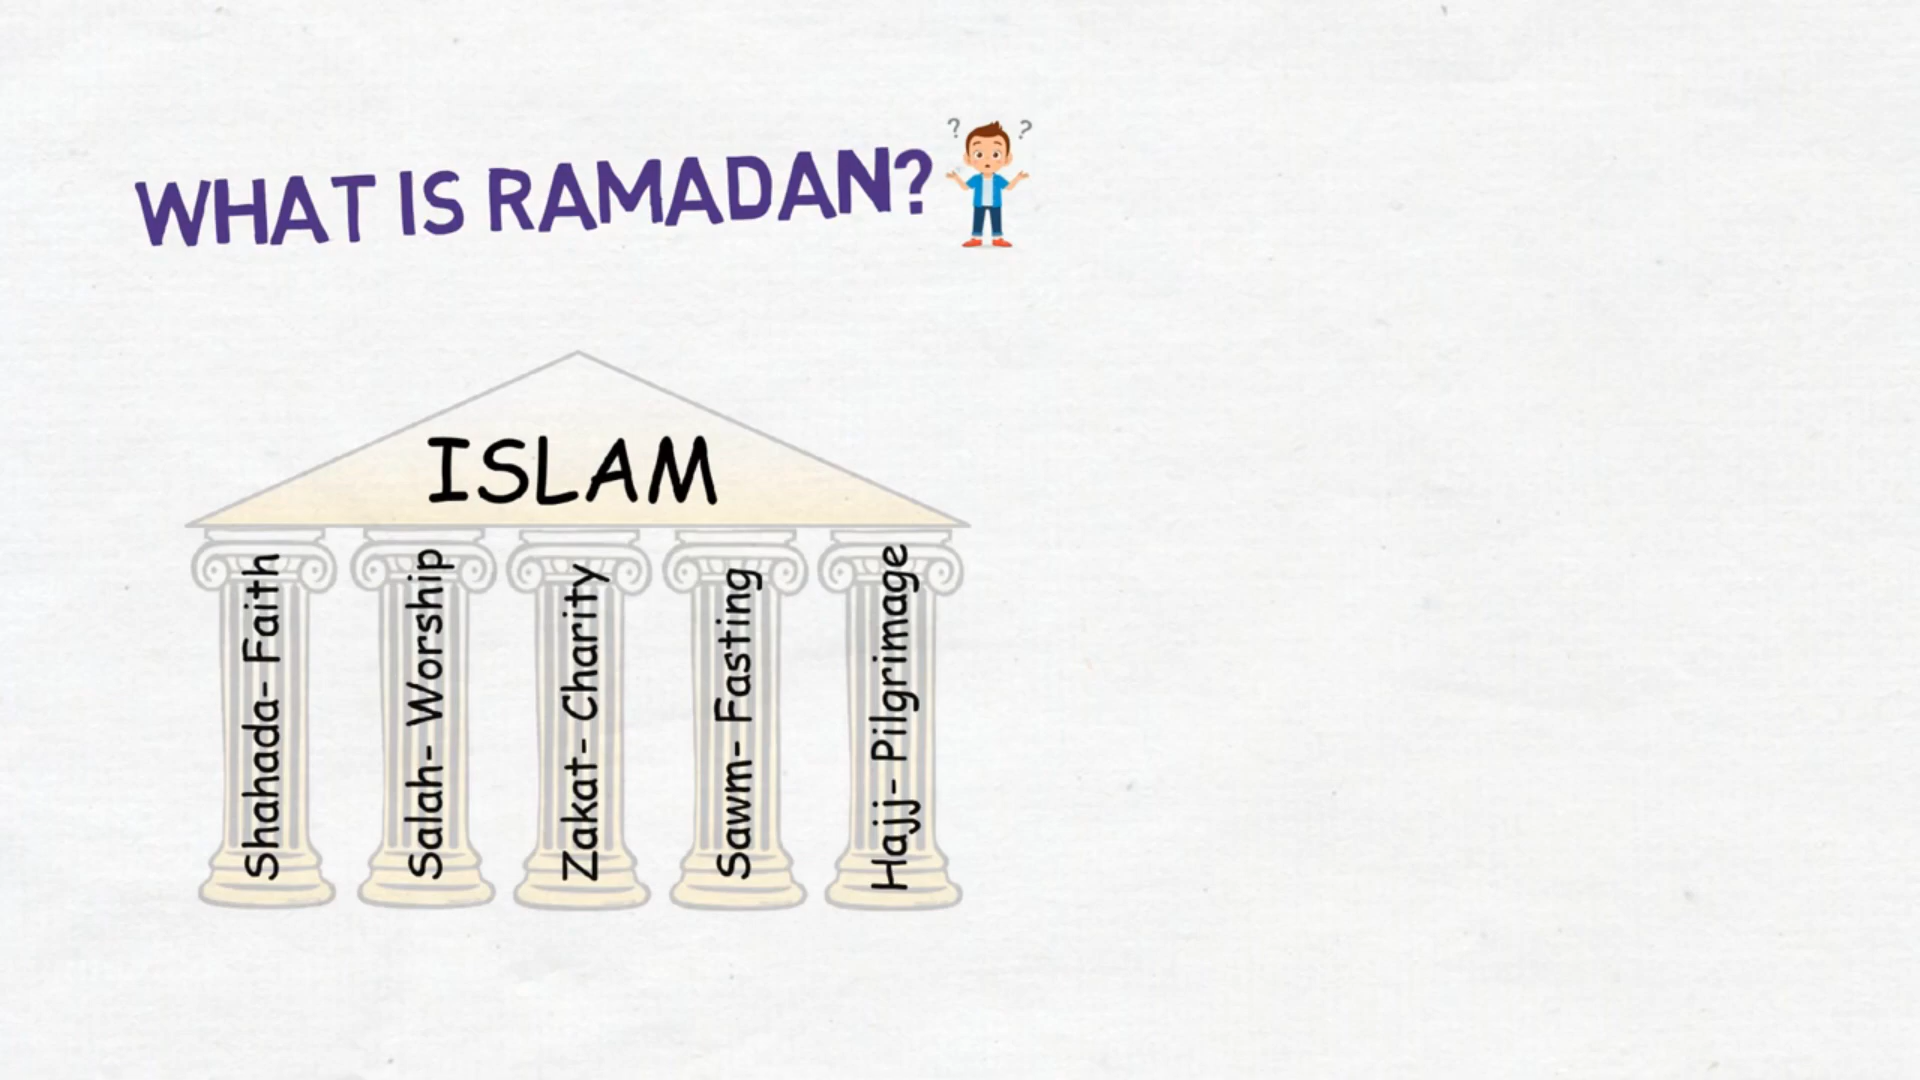 WHAT IS RAMADAN?
? ?
ISLAM
Shahada- Faith
Salah- Worship
Zakat- Charity
Sawm- Fasting
Hajj- Pilgrimage